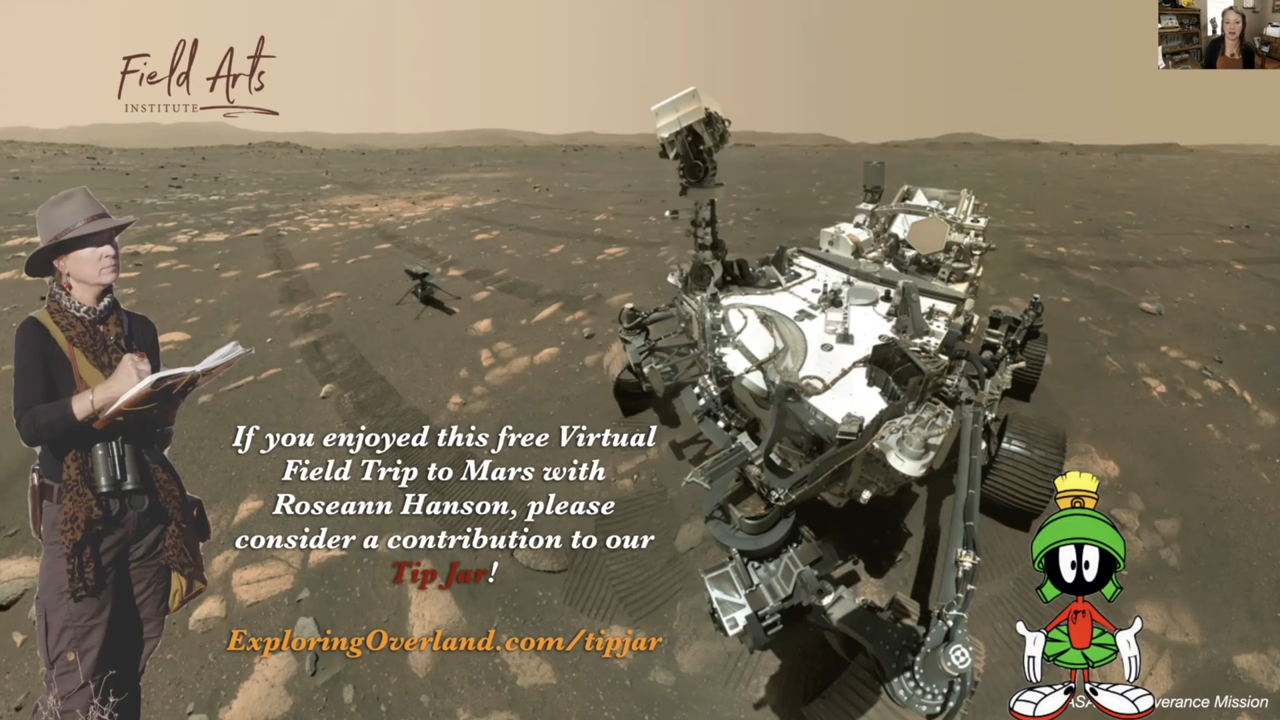 Field Arts
INSTITUTE
If you enjoyed this free Virtual
Field Trip to Mars with
Roseann Hanson, please
consider a contribution to our
Tip Jar!
ExploringOverland.com/tipjar
Mission